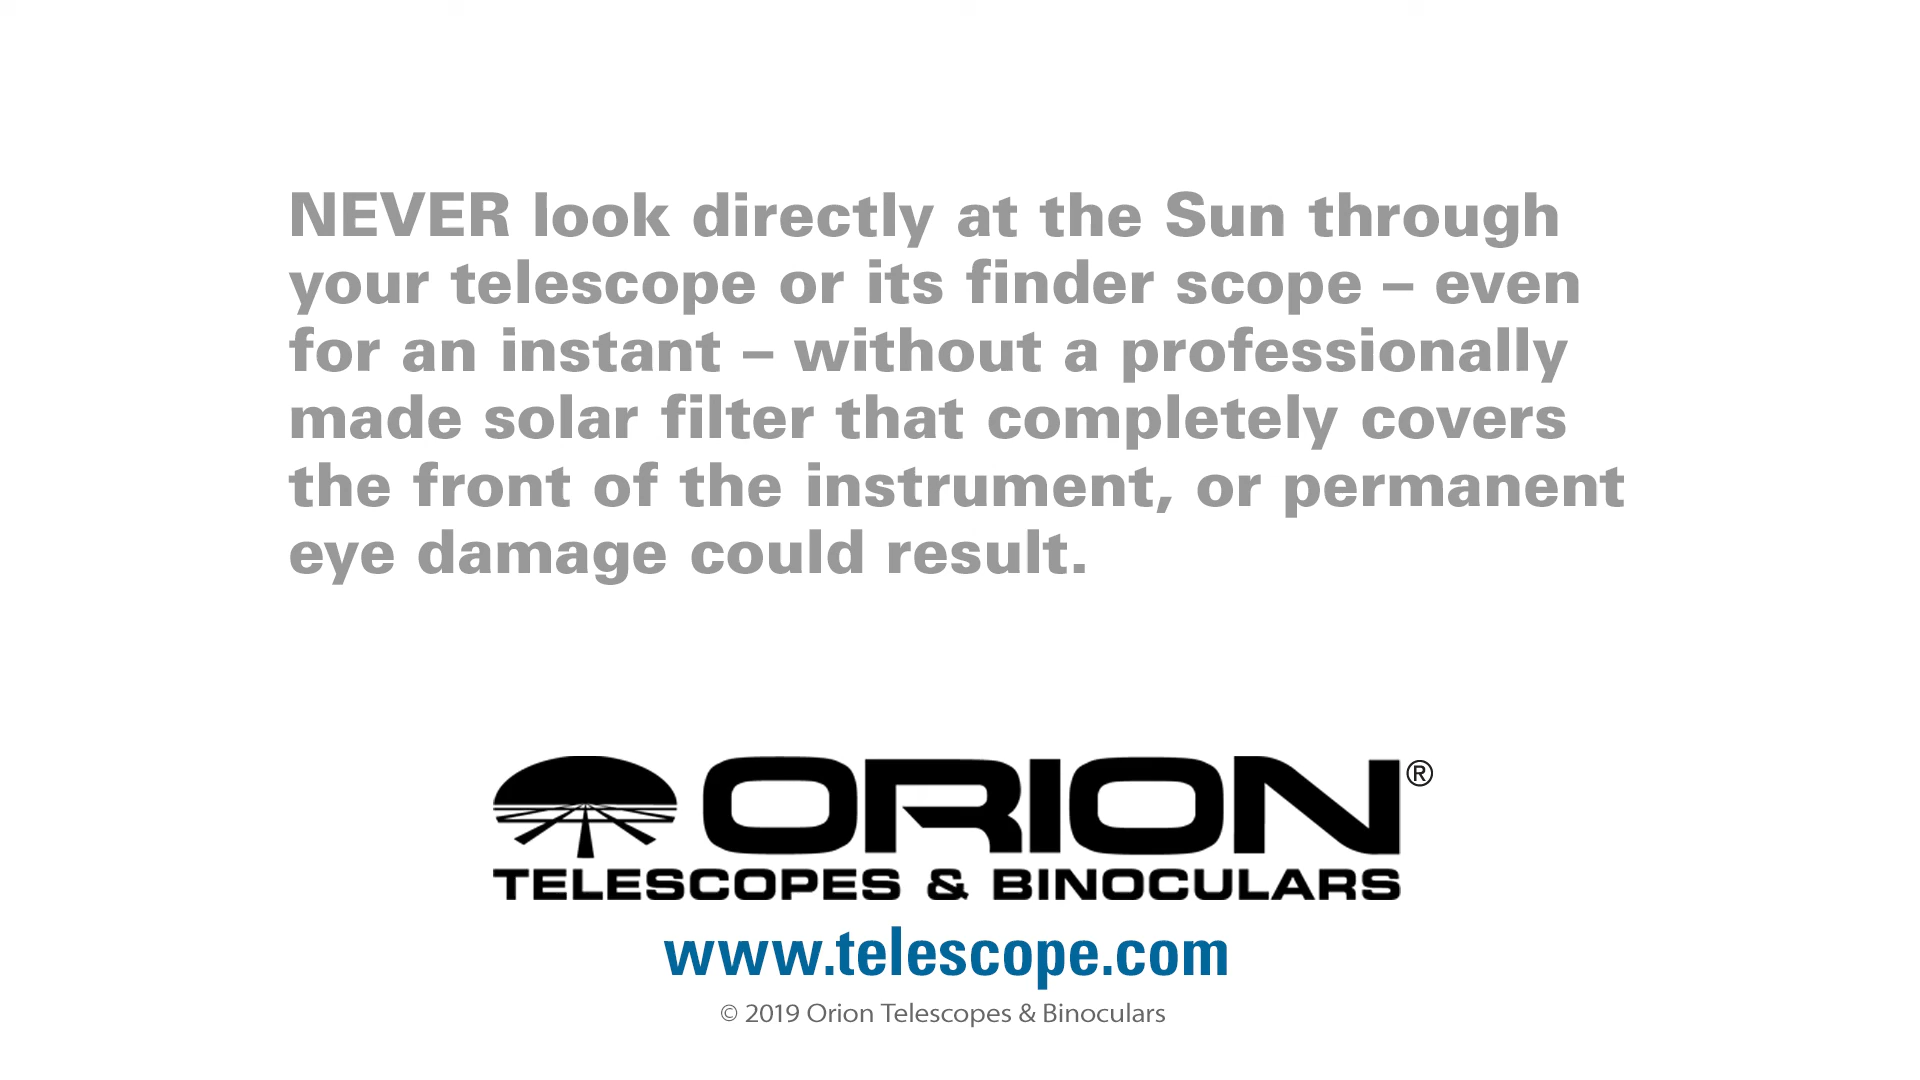 NEVER look directly at the Sun through
your telescope or its finder scope – even
for an instant – without a professionally
made solar filter that completely covers
the front of the instrument, or permanent
eye damage could result.
ORION®
TELESCOPES & BINOCULARS
www.telescope.com
© 2019 Orion Telescopes & Binoculars